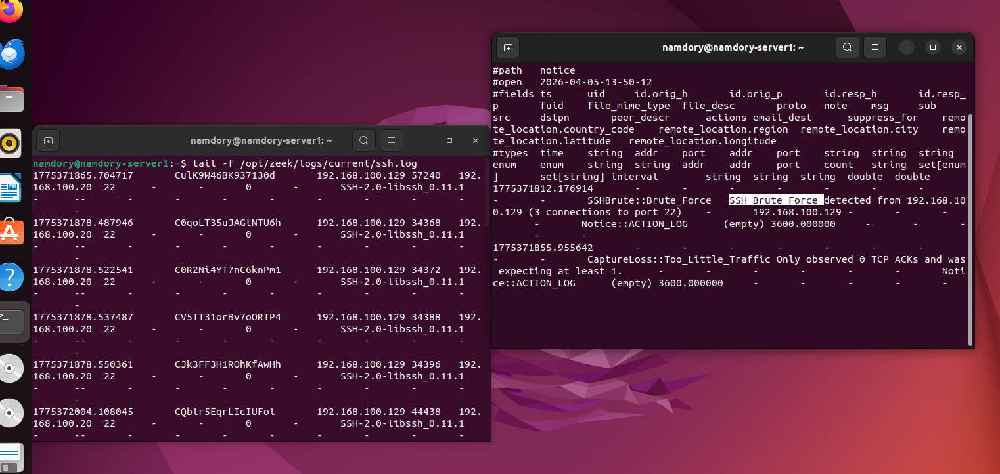 namdory@namdory-server1: ~
namdory@namdory-server1:~$ tail -f /opt/zeek/logs/current/ssh.log
1775371865.704717 CulK9W46BK937130d 192.168.100.129 57240 192.
168.100.20 22 - - 0 - SSH-2.0-libssh_0.11.1
- -- - - - - - - - -
-
1775371878.487946 C0qoLT35uJAGtNTU6h 192.168.100.129 34368 192.
168.100.20 22 - - 0 - SSH-2.0-libssh_0.11.1
- -- - - - - - - - -
-
1775371878.522541 C0R2Ni4YT7nC6knPm1 192.168.100.129 34372 192.
168.100.20 22 - - 0 - SSH-2.0-libssh_0.11.1
- -- - - - - - - - -
-
1775371878.537487 CV5TT31orBv7oORTP4 192.168.100.129 34388 192.
168.100.20 22 - - 0 - SSH-2.0-libssh_0.11.1
- -- - - - - - - - -
-
1775371878.550361 CJk3FF3H1ROhKfAwHh 192.168.100.129 34396 192.
168.100.20 22 - - 0 - SSH-2.0-libssh_0.11.1
- -- - - - - - - - -
-
1775372004.108045 CQblr5EqrLIcIUFol 192.168.100.129 44438 192.
168.100.20 22 - - 0 - SSH-2.0-libssh_0.11.1
- -- - - - - - - - -
namdory@namdory-server1: ~
#path notice
#open 2026-04-05-13-50-12
#fields ts uid id.orig_h id.orig_p id.resp_h id.resp_
p fuid file_mime_type file_desc proto note msg sub
src dst	p	n peer_descr actions email_dest suppress_for remo
te_location.country_code remote_location.region remote_location.city remo
te_location.latitude remote_location.longitude
#types time string addr port addr port string string string
enum enum string string addr addr port count string set[enum
] set[string] interval string string string double double
1775371812.176914 - - - - - - -
- - SSHBrute::Brute_Force SSH Brute Force detected from 192.168.10
0.129 (3 connections to port 22) - 192.168.100.129 - - -
- Notice::ACTION_LOG (empty) 3600.000000 - - -
- -
1775371855.955642 - - - - - - -
- - CaptureLoss::Too_Little_Traffic Only observed 0 TCP ACKs and was
expecting at least 1. - - - - - - Noti
ce::ACTION_LOG (empty) 3600.000000 - - - - -